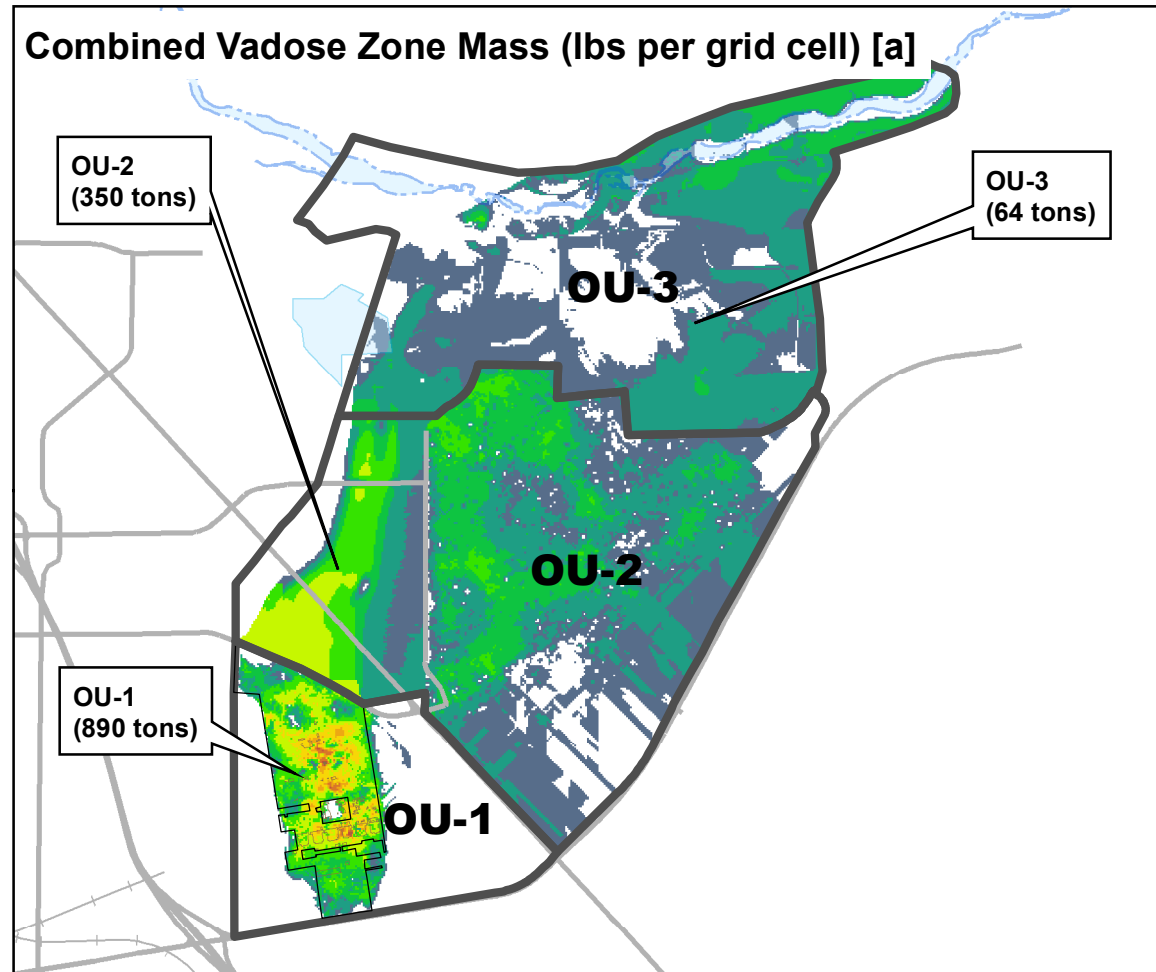 Combined Vadose Zone Mass (lbs per grid cell) [a]
OU-2
(350 tons)
OU-3
(64 tons)
OU-3
OU-2
OU-1
(890 tons)
OU-1